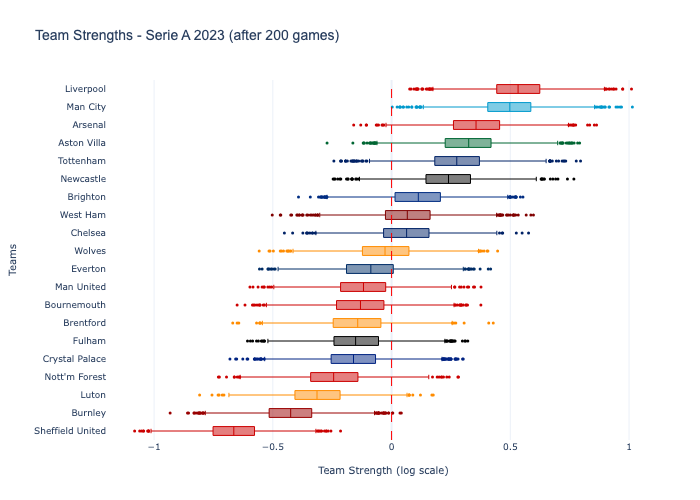 Team Strengths - Serie A 2023 (after 200 games)
Liverpool
Man City
Arsenal
Aston Villa
Tottenham
Newcastle
Brighton
West Ham
Chelsea
Wolves
Everton
Man United
Bournemouth
Brentford
Fulham
Crystal Palace
Nott'm Forest
Luton
Burnley
Sheffield United
Teams
−1
−0.5
0
0.5
1
Team Strength (log scale)